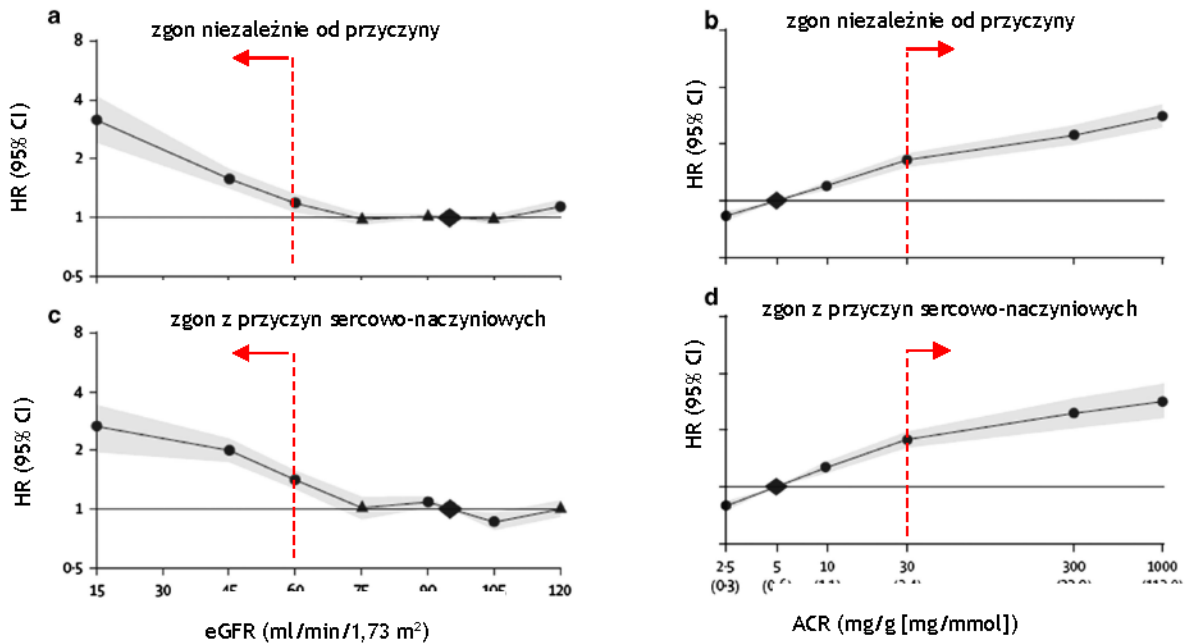 a
zgon niezależnie od przyczyny
8
4
2
1
0·5
HR (95% CI)
b
zgon niezależnie od przyczyny
HR (95% CI)
c
zgon z przyczyn sercowo-naczyniowych
8
4
2
1
0·5
HR (95% CI)
15 30 45 60 75 90 105 120
eGFR (ml/min/1,73 m²)
d
zgon z przyczyn sercowo-naczyniowych
HR (95% CI)
2·5 5 10 30 300 1000
(0·3)
ACR (mg/g [mg/mmol])